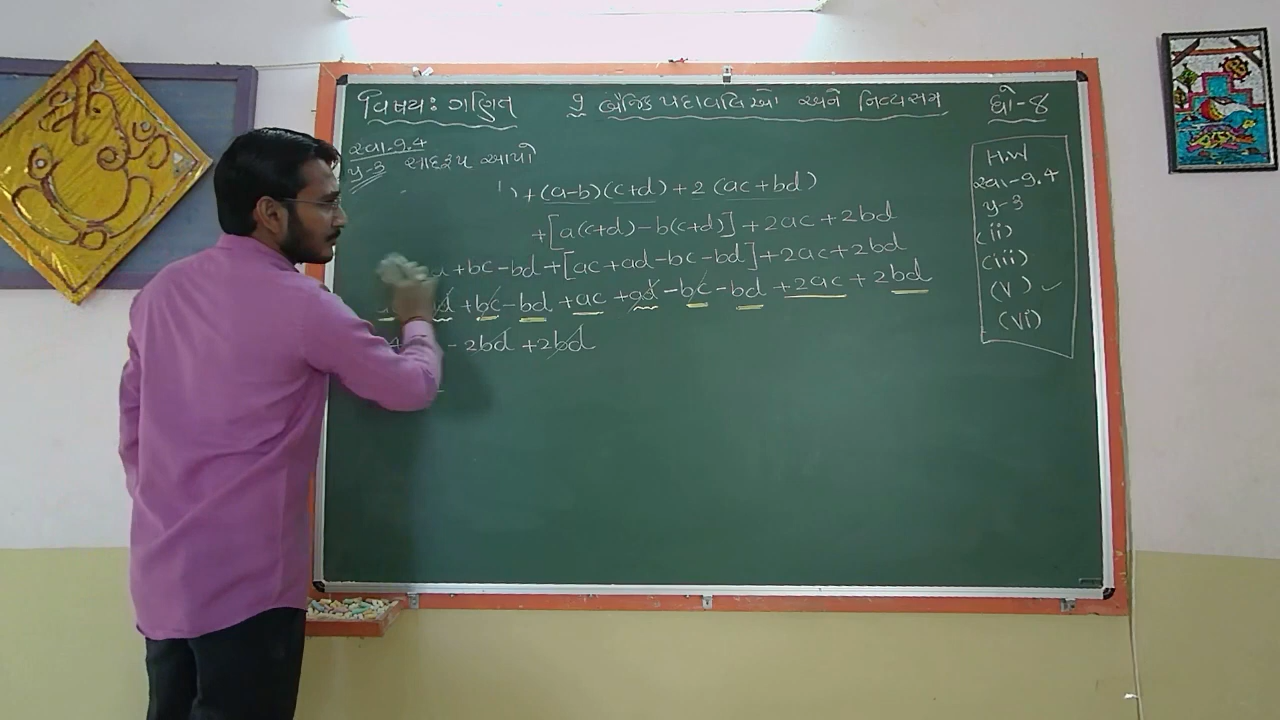 વિષય: ગણિત 9 બૈજિક પદાવલિઓ અને નિત્યસમ ધો-8
સ્વા-9.4
પ્ર-3 સાદુરૂપ આપો
+(a-b)(c+d) + 2 (ac+bd)
+[a(c+d) - b(c+d)] + 2ac + 2bd
+bc - bd + [ac + ad - bc - bd] + 2ac + 2bd
d + bc - bd + ac + ad - bc - bd + 2ac + 2bd
- 2bd + 2bd
H.W
સ્વા-9.4
પ્ર-3
(ii)
(iii)
(v) ✓
(vi)